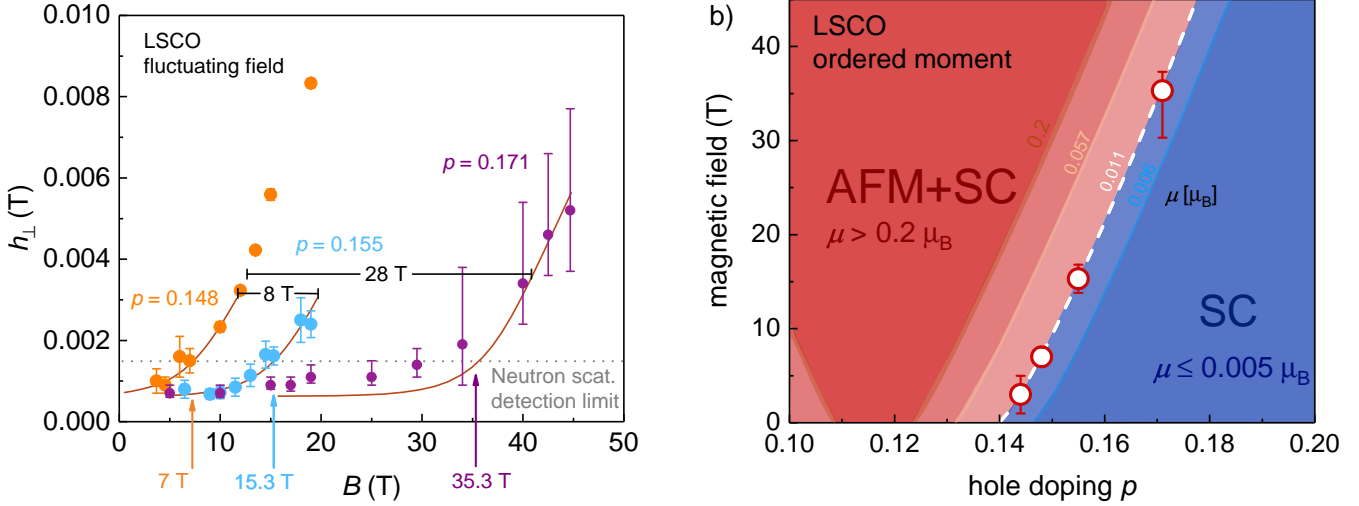 LSCO
fluctuating field
0.010
0.008
0.006
0.004
0.002
0.000
h⊥ (T)
p = 0.171
p = 0.155
28 T
p = 0.148
8 T
Neutron scat.
detection limit
0
10
20
30
40
50
7 T
15.3 T
B (T)
35.3 T
b)
LSCO
ordered moment
40
30
20
10
0
magnetic field (T)
0.2
0.057
0.011
0.008
AFM+SC
μ > 0.2 μB
μ [μB]
SC
μ ≤ 0.005 μB
0.10
0.12
0.14
0.16
0.18
0.20
hole doping p